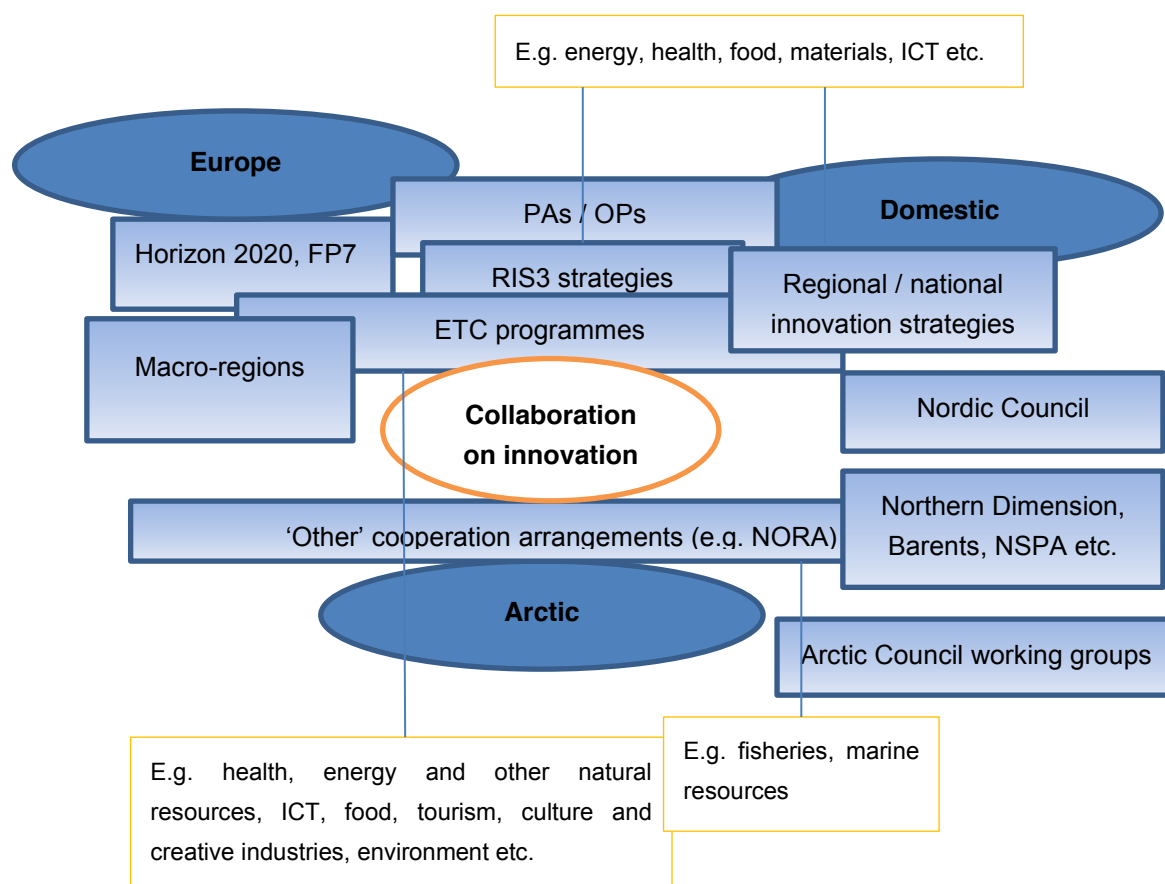 E.g. energy, health, food, materials, ICT etc.
Europe
PAs / OPs
Domestic
Horizon 2020, FP7
RIS3 strategies
Regional / national
innovation strategies
ETC programmes
Macro-regions
Collaboration
on innovation
Nordic Council
Northern Dimension,
Barents, NSPA etc.
‘Other’ cooperation arrangements (e.g. NORA)
Arctic
Arctic Council working groups
E.g. health, energy and other natural
resources, ICT, food, tourism, culture and
creative industries, environment etc.
E.g. fisheries, marine
resources